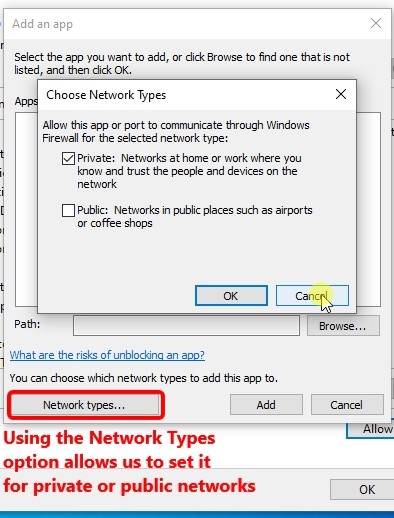 Add an app
Select the app you want to add, or click Browse to find one that is not
listed, and then click OK.
Apps
Choose Network Types
Allow this app or port to communicate through Windows
Firewall for the selected network type:
Private: Networks at home or work where you
know and trust the people and devices on the
network
Public: Networks in public places such as airports
or coffee shops
OK
Cancel
Path:
Browse...
What are the risks of unblocking an app?
You can choose which network types to add this app to.
Network types...
Add
Cancel
Using the Network Types
option allows us to set it
for private or public networks
Allow
OK